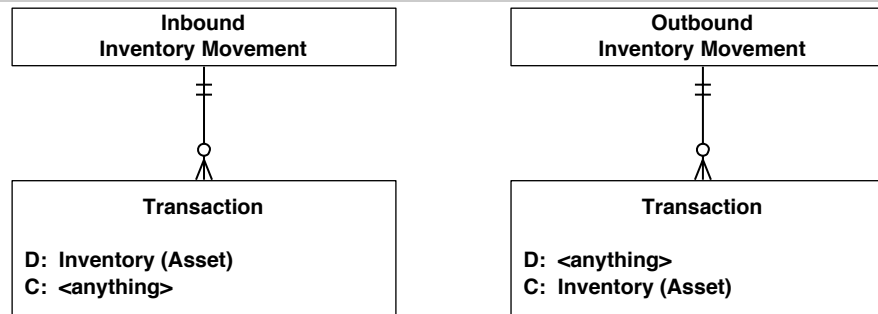 Inbound
Inventory Movement
Outbound
Inventory Movement
Transaction
D: Inventory (Asset)
C: <anything>
Transaction
D: <anything>
C: Inventory (Asset)